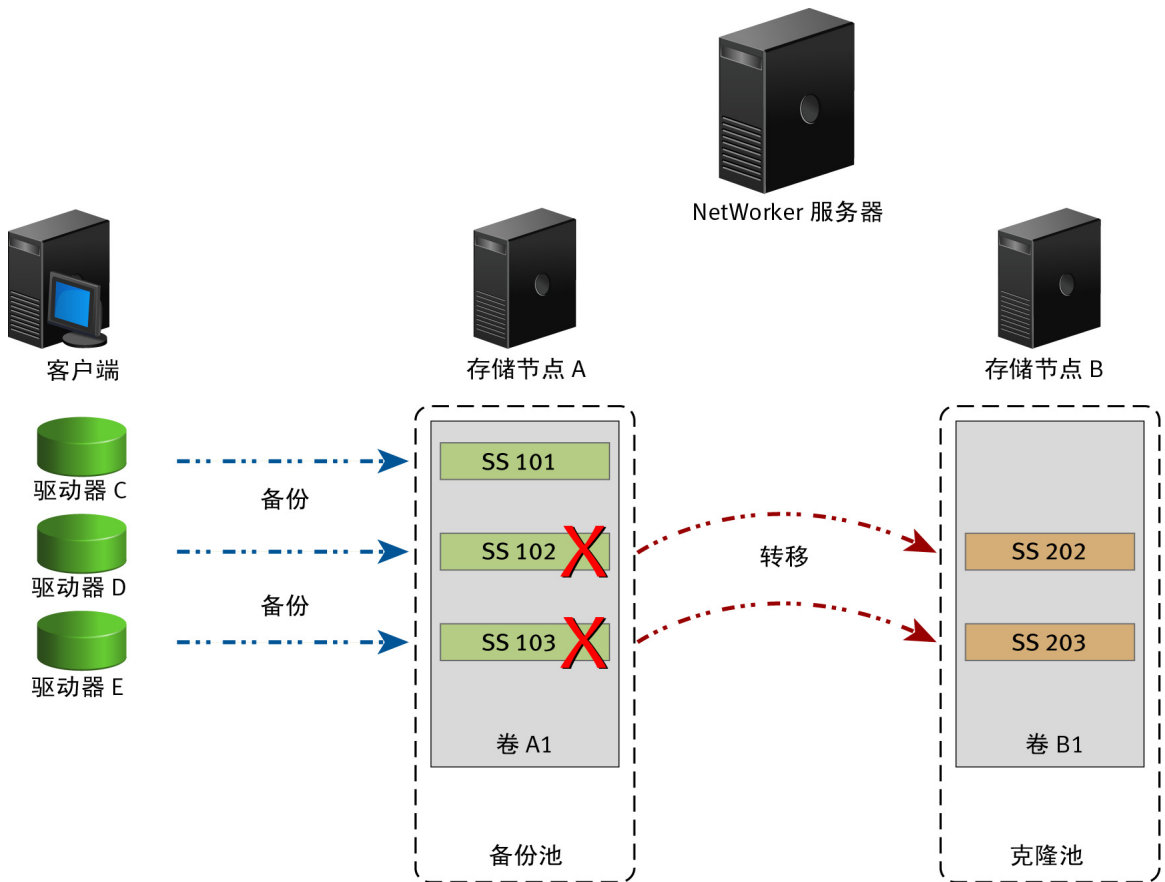 NetWorker 服务器
客户端
存储节点 A
存储节点 B
驱动器 C
备份
SS 101
驱动器 D
SS 102
转移
SS 202
备份
驱动器 E
SS 103
SS 203
卷 A1
卷 B1
备份池
克隆池